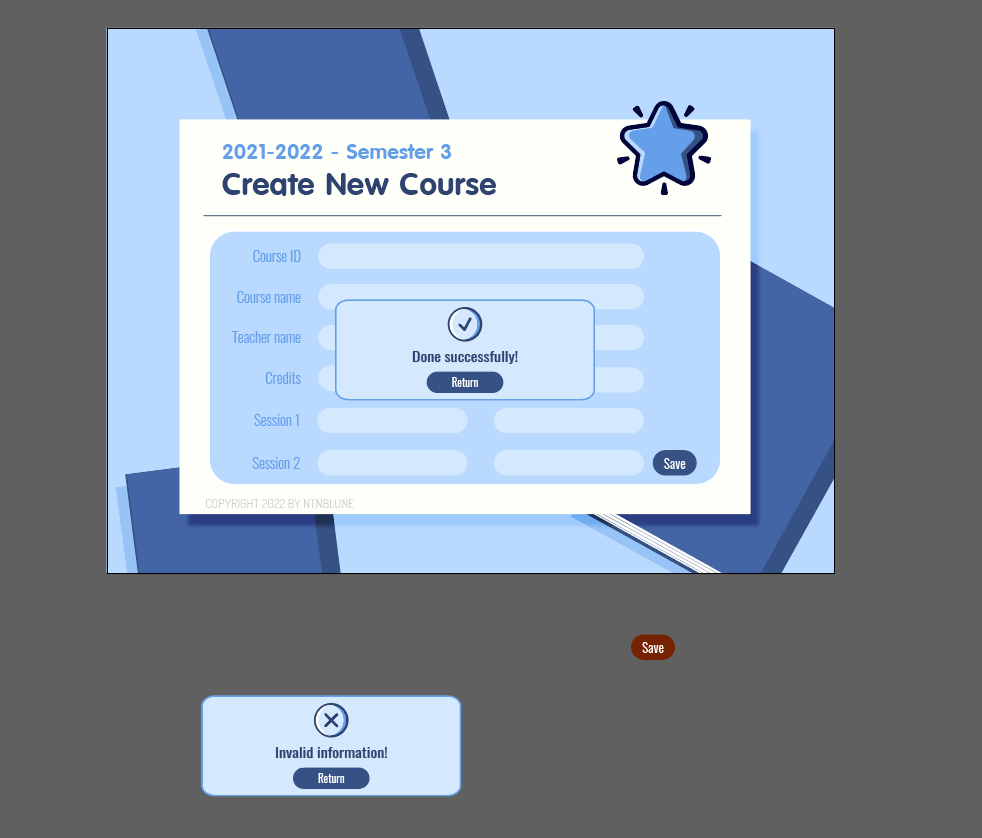 2021-2022 - Semester 3
Create New Course
Course ID
Course name
Teacher name
Credits
Done successfully!
Return
Session 1
Session 2
Save
COPYRIGHT 2022 BY NTNBLUNE
Save
Invalid information!
Return